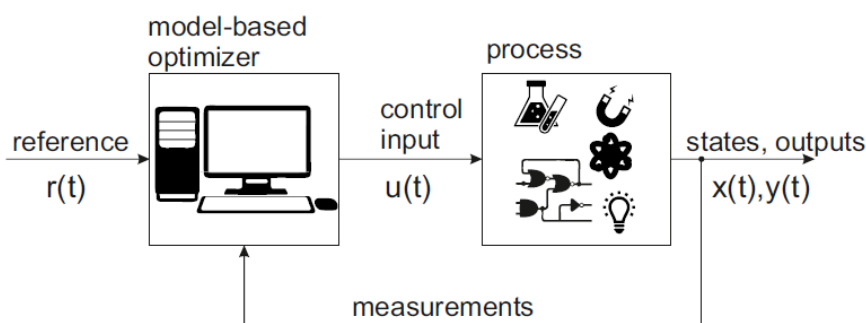 model-based
optimizer
process
reference
r(t)
control
input
u(t)
states, outputs
x(t),y(t)
measurements